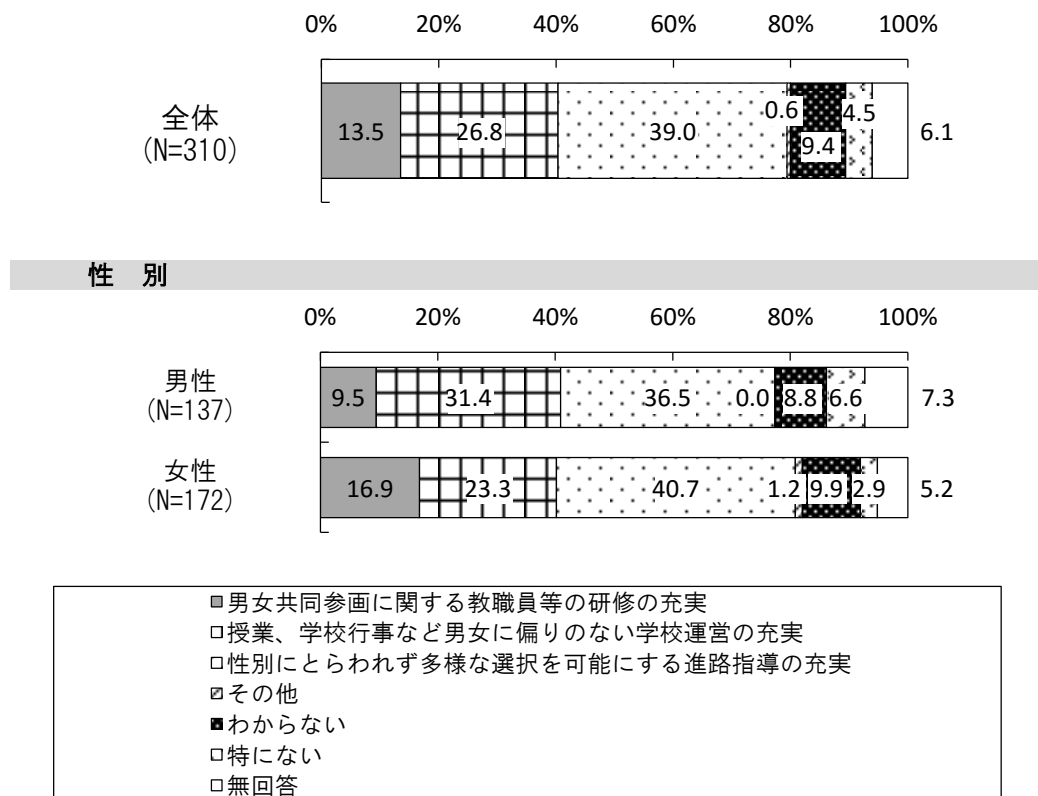 0% 20% 40% 60% 80% 100%
全体
(N=310)
13.5 26.8 39.0 0.6 9.4 4.5 6.1
性 別
0% 20% 40% 60% 80% 100%
男性
(N=137)
9.5 31.4 36.5 0.0 8.8 6.6 7.3
女性
(N=172)
16.9 23.3 40.7 1.2 9.9 2.9 5.2
男女共同参画に関する教職員等の研修の充実
授業、学校行事など男女に偏りのない学校運営の充実
性別にとらわれず多様な選択を可能にする進路指導の充実
その他
わからない
特にない
無回答